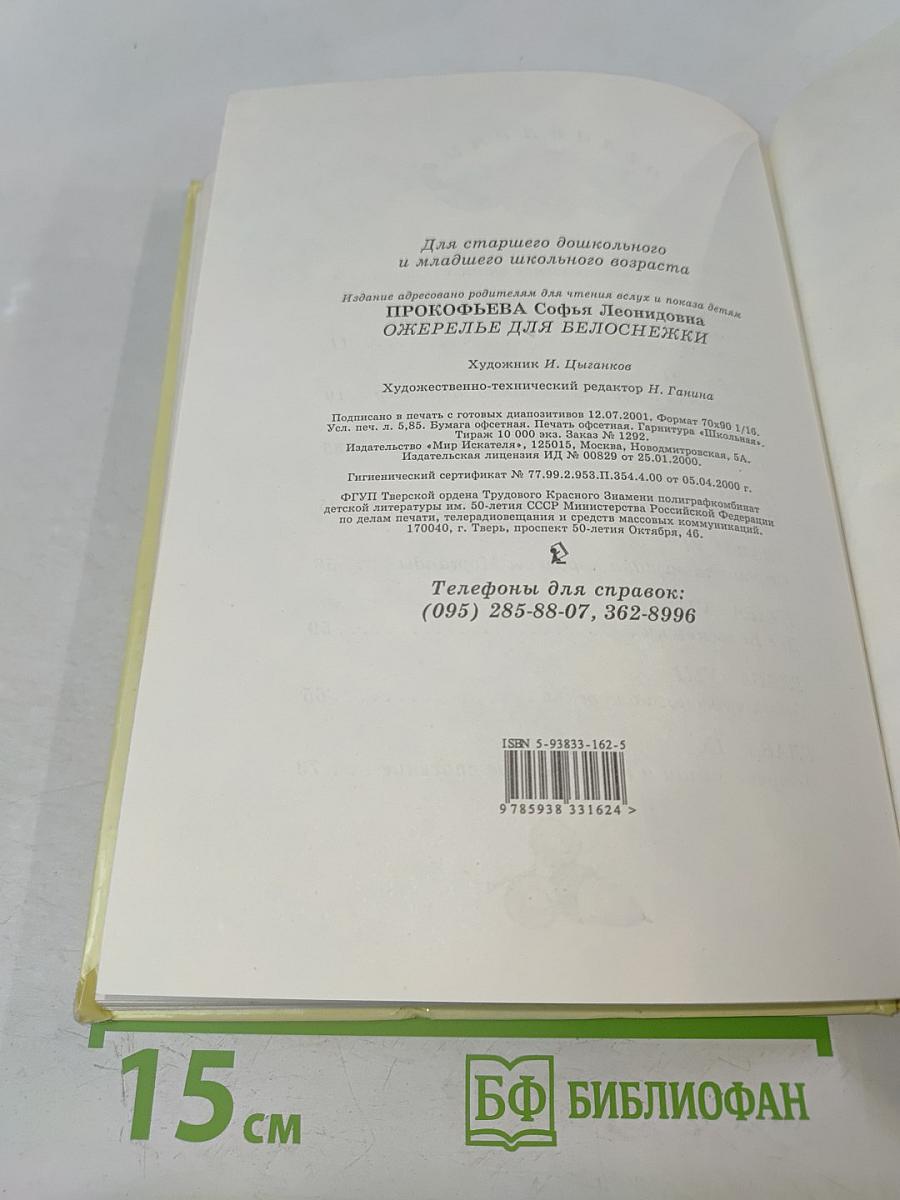 Для старшего дошкольного
и младшего школьного возраста
Издание адресовано родителям для чтения вслух и показа детям
ПРОКОФЬЕВА Софья Леонидовна
ОЖЕРЕЛЬЕ ДЛЯ БЕЛОСНЕЖКИ
Художник И. Цыганков
Художественно-технический редактор Н. Ганина
Подписано в печать с готовых диапозитивов 12.07.2001. Формат 70х90 1/16.
Усл. печ. л. 5,85. Бумага офсетная. Печать офсетная. Гарнитура «Школьная».
Тираж 10 000 экз. Заказ № 1292.
Издательство «Мир Искателя», 125015, Москва, Новодмитровская, 5А.
Издательская лицензия ИД № 00829 от 25.01.2000.
Гигиенический сертификат № 77.99.2.953.П.354.4.00 от 05.04.2000 г.
ФГУП Тверской ордена Трудового Красного Знамени полиграфкомбинат
детской литературы им. 50-летия СССР Министерства Российской Федерации
по делам печати, телерадиовещания и средств массовых коммуникаций.
170040, г. Тверь, проспект 50-летия Октября, 46.
Телефоны для справок:
(095) 285-88-07, 362-8996
ISBN 5-93833-162-5
9 785938 331624 >
15 см
БФ БИБЛИОФАН